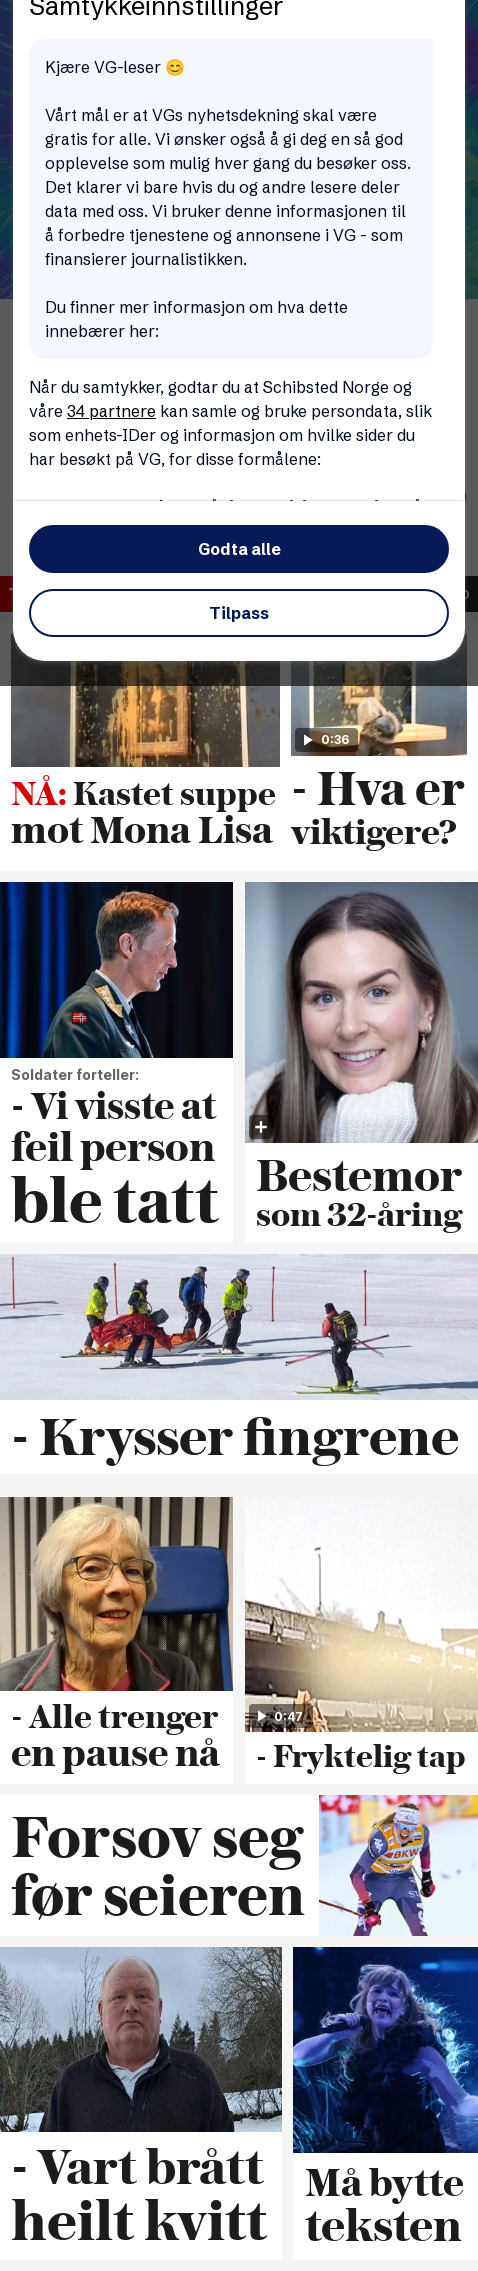 Samtykkeinnstillinger
Kjære VG-leser 😊
Vårt mål er at VGs nyhetsdekning skal være
gratis for alle. Vi ønsker også å gi deg en så god
opplevelse som mulig hver gang du besøker oss.
Det klarer vi bare hvis du og andre lesere deler
data med oss. Vi bruker denne informasjonen til
å forbedre tjenestene og annonsene i VG - som
finansierer journalistikken.
Du finner mer informasjon om hva dette
innebærer her:
Når du samtykker, godtar du at Schibsted Norge og
våre 34 partnere kan samle og bruke persondata, slik
som enhets-IDer og informasjon om hvilke sider du
har besøkt på VG, for disse formålene:
Godta alle
Tilpass
NÅ: Kastet suppe
mot Mona Lisa
0:36
- Hva er
viktigere?
Soldater forteller:
- Vi visste at
feil person
ble tatt
Bestemor
som 32-åring
- Krysser fingrene
- Alle trenger
en pause nå
0:47
- Fryktelig tap
Forsov seg
før seieren
BKW
- Vart brått
heilt kvitt
Må bytte
teksten